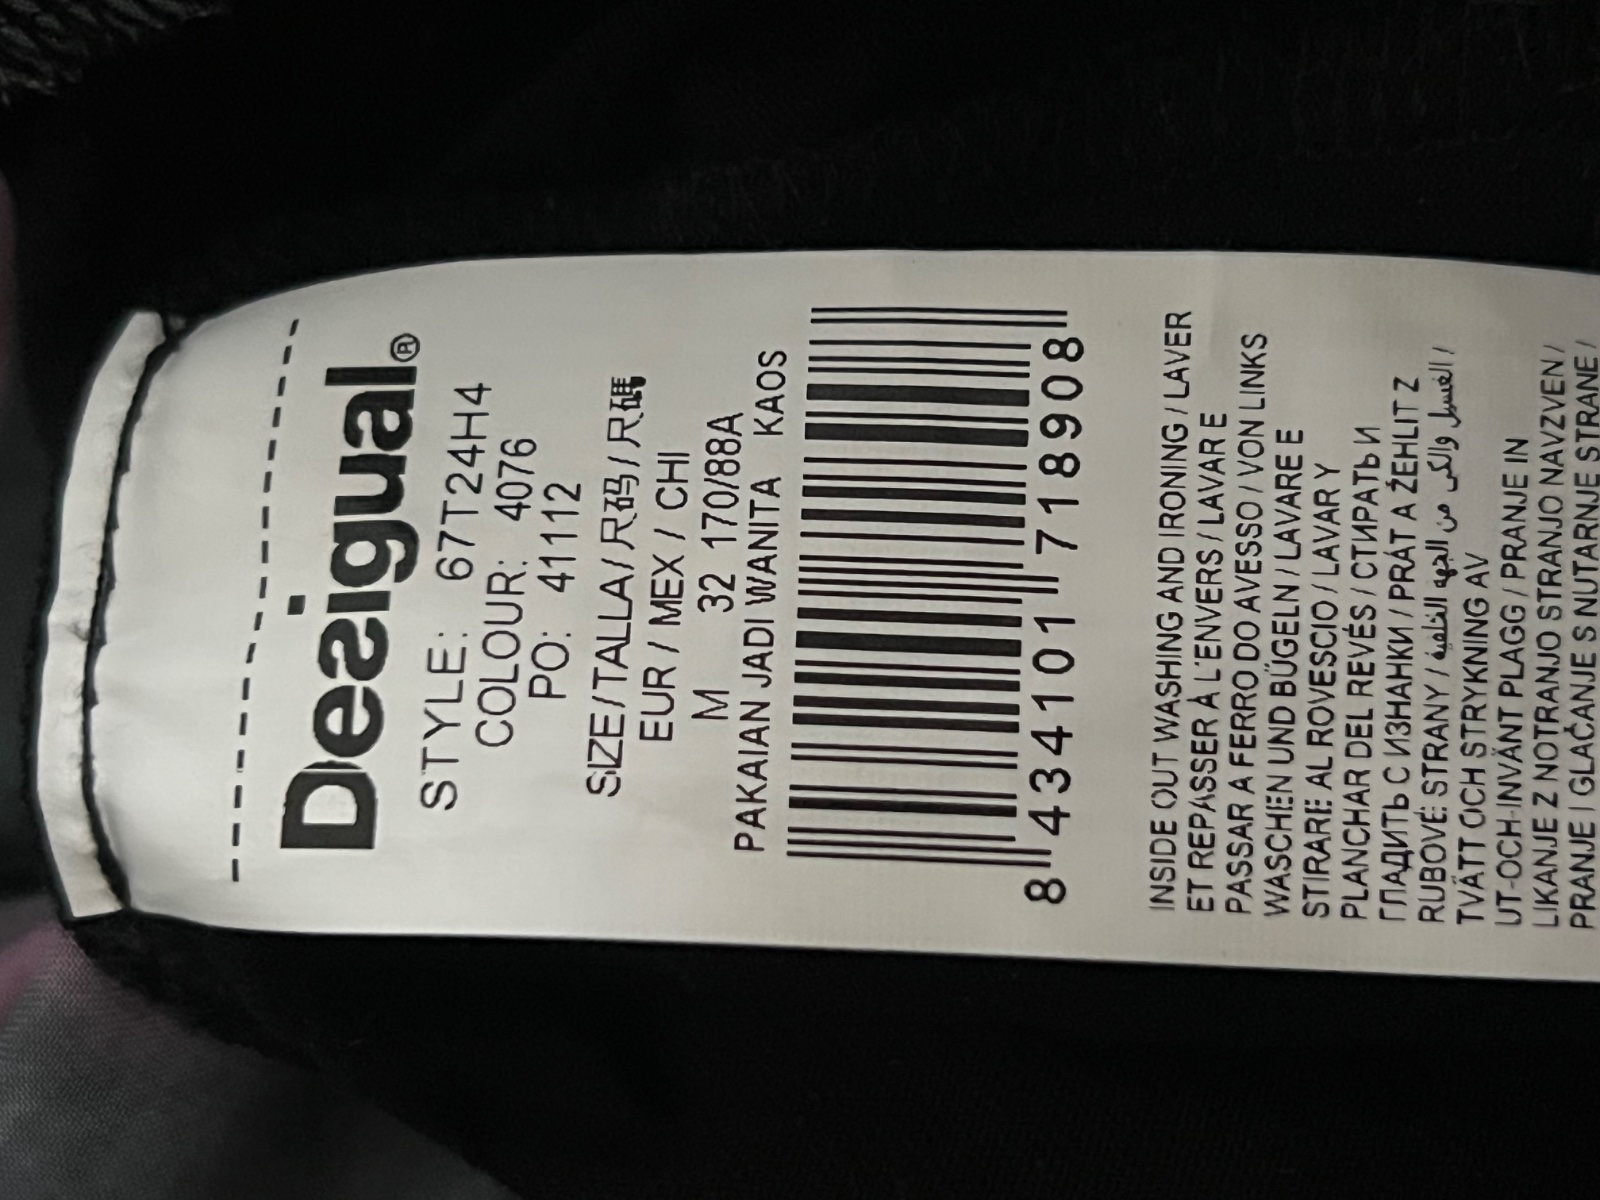 Desigual®
STYLE: 67T24H4
COLOUR: 4076
PO: 41112
SIZE/TALLA/尺码/尺碼
EUR / MEX / CHI
M 32 170/88A
PAKAIAN JADI WANITA KAOS
8 434101 718908
INSIDE OUT WASHING AND IRONING / LAVER
ET REPASSER À L'ENVERS / LAVAR E
PASSAR A FERRO DO AVESSO / VON LINKS
WASCHEN UND BÜGELN / LAVARE E
STIRARE AL ROVESCIO / LAVAR Y
PLANCHAR DEL REVÉS / СТИРАТЬ И
ГЛАДИТЬ С ИЗНАНКИ / PRÁT A ŽEHLIT Z
RUBOVÉ STRANY / الغسيل والكى من الجهه الخلفية /
TVÄTT OCH STRYKNING AV
UT-OCH-INVÄNT PLAGG / PRANJE IN
LIKANJE Z NOTRANJO STRANJO NAVZVEN /
PRANJE I GLAČANJE S NUTARNJE STRANE /